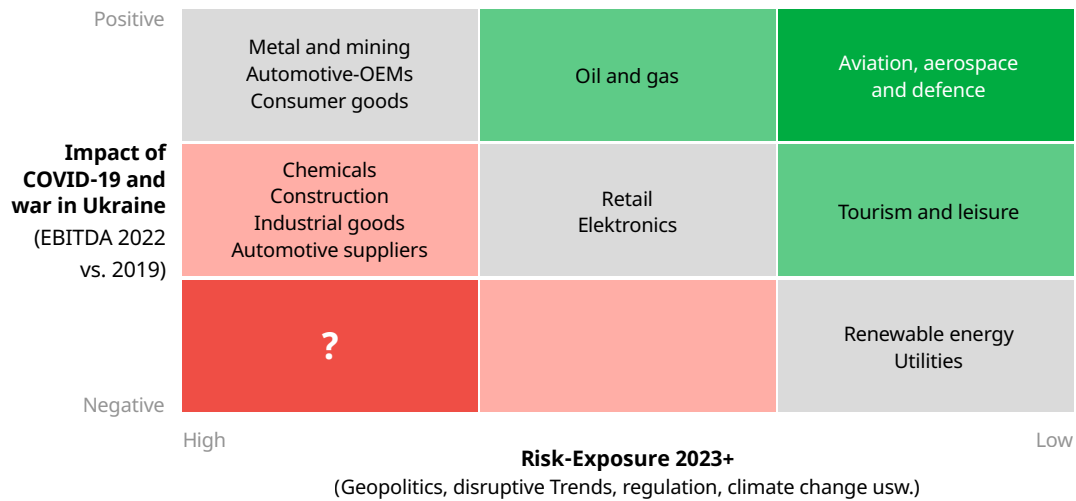 Positive
Metal and mining
Automotive-OEMs
Consumer goods
Oil and gas
Aviation, aerospace
and defence
Impact of
COVID-19 and
war in Ukraine
(EBITDA 2022
vs. 2019)
Chemicals
Construction
Industrial goods
Automotive suppliers
Retail
Elektronics
Tourism and leisure
?
Renewable energy
Utilities
Negative
High
Low
Risk-Exposure 2023+
(Geopolitics, disruptive Trends, regulation, climate change usw.)